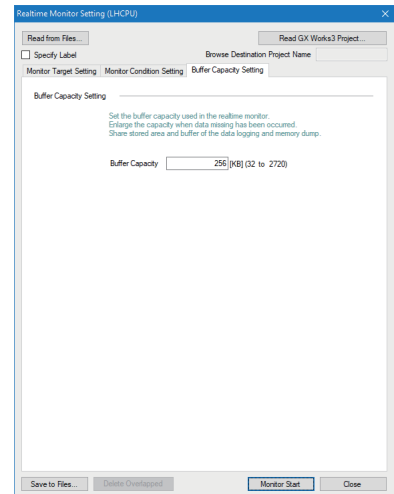 Realtime Monitor Setting (LHCPU)
Read from Files... Read GX Works3 Project...
Specify Label Browse Destination Project Name
Monitor Target Setting Monitor Condition Setting Buffer Capacity Setting
Buffer Capacity Setting
Set the buffer capacity used in the realtime monitor.
Enlarge the capacity when data missing has been occurred.
Share stored area and buffer of the data logging and memory dump.
Buffer Capacity 256 [KB] (32 to 2720)
Save to Files... Delete Overlapped Monitor Start Close